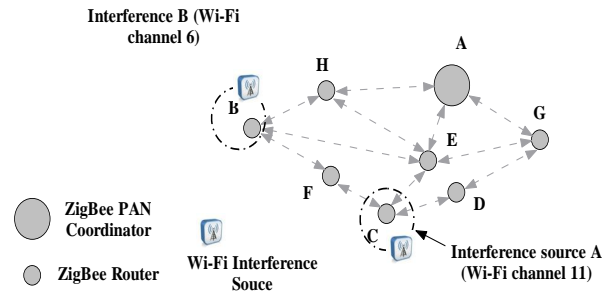 Interference B (Wi-Fi
channel 6)
A
H
B
G
E
F
D
C
ZigBee PAN
Coordinator
Wi-Fi Interference
Souce
ZigBee Router
Interference source A
(Wi-Fi channel 11)